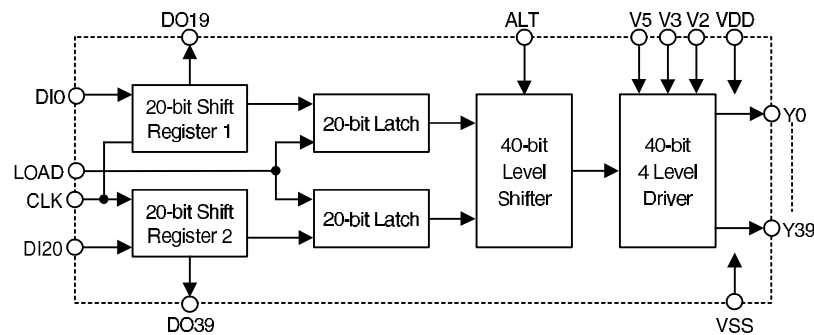 DO19
ALT
V5
V3
V2
VDD
DI0
20-bit Shift
Register 1
20-bit Latch
Y0
LOAD
40-bit
Level
Shifter
40-bit
4 Level
Driver
CLK
20-bit Shift
Register 2
20-bit Latch
Y39
DI20
DO39
VSS